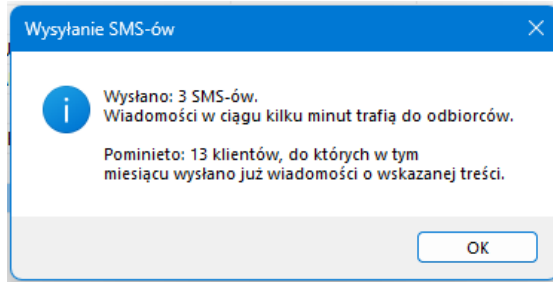 Wysyłanie SMS-ów
Wysłano: 3 SMS-ów.
Wiadomości w ciągu kilku minut trafią do odbiorców.
Pominieto: 13 klientów, do których w tym
miesiącu wysłano już wiadomości o wskazanej treści.
OK